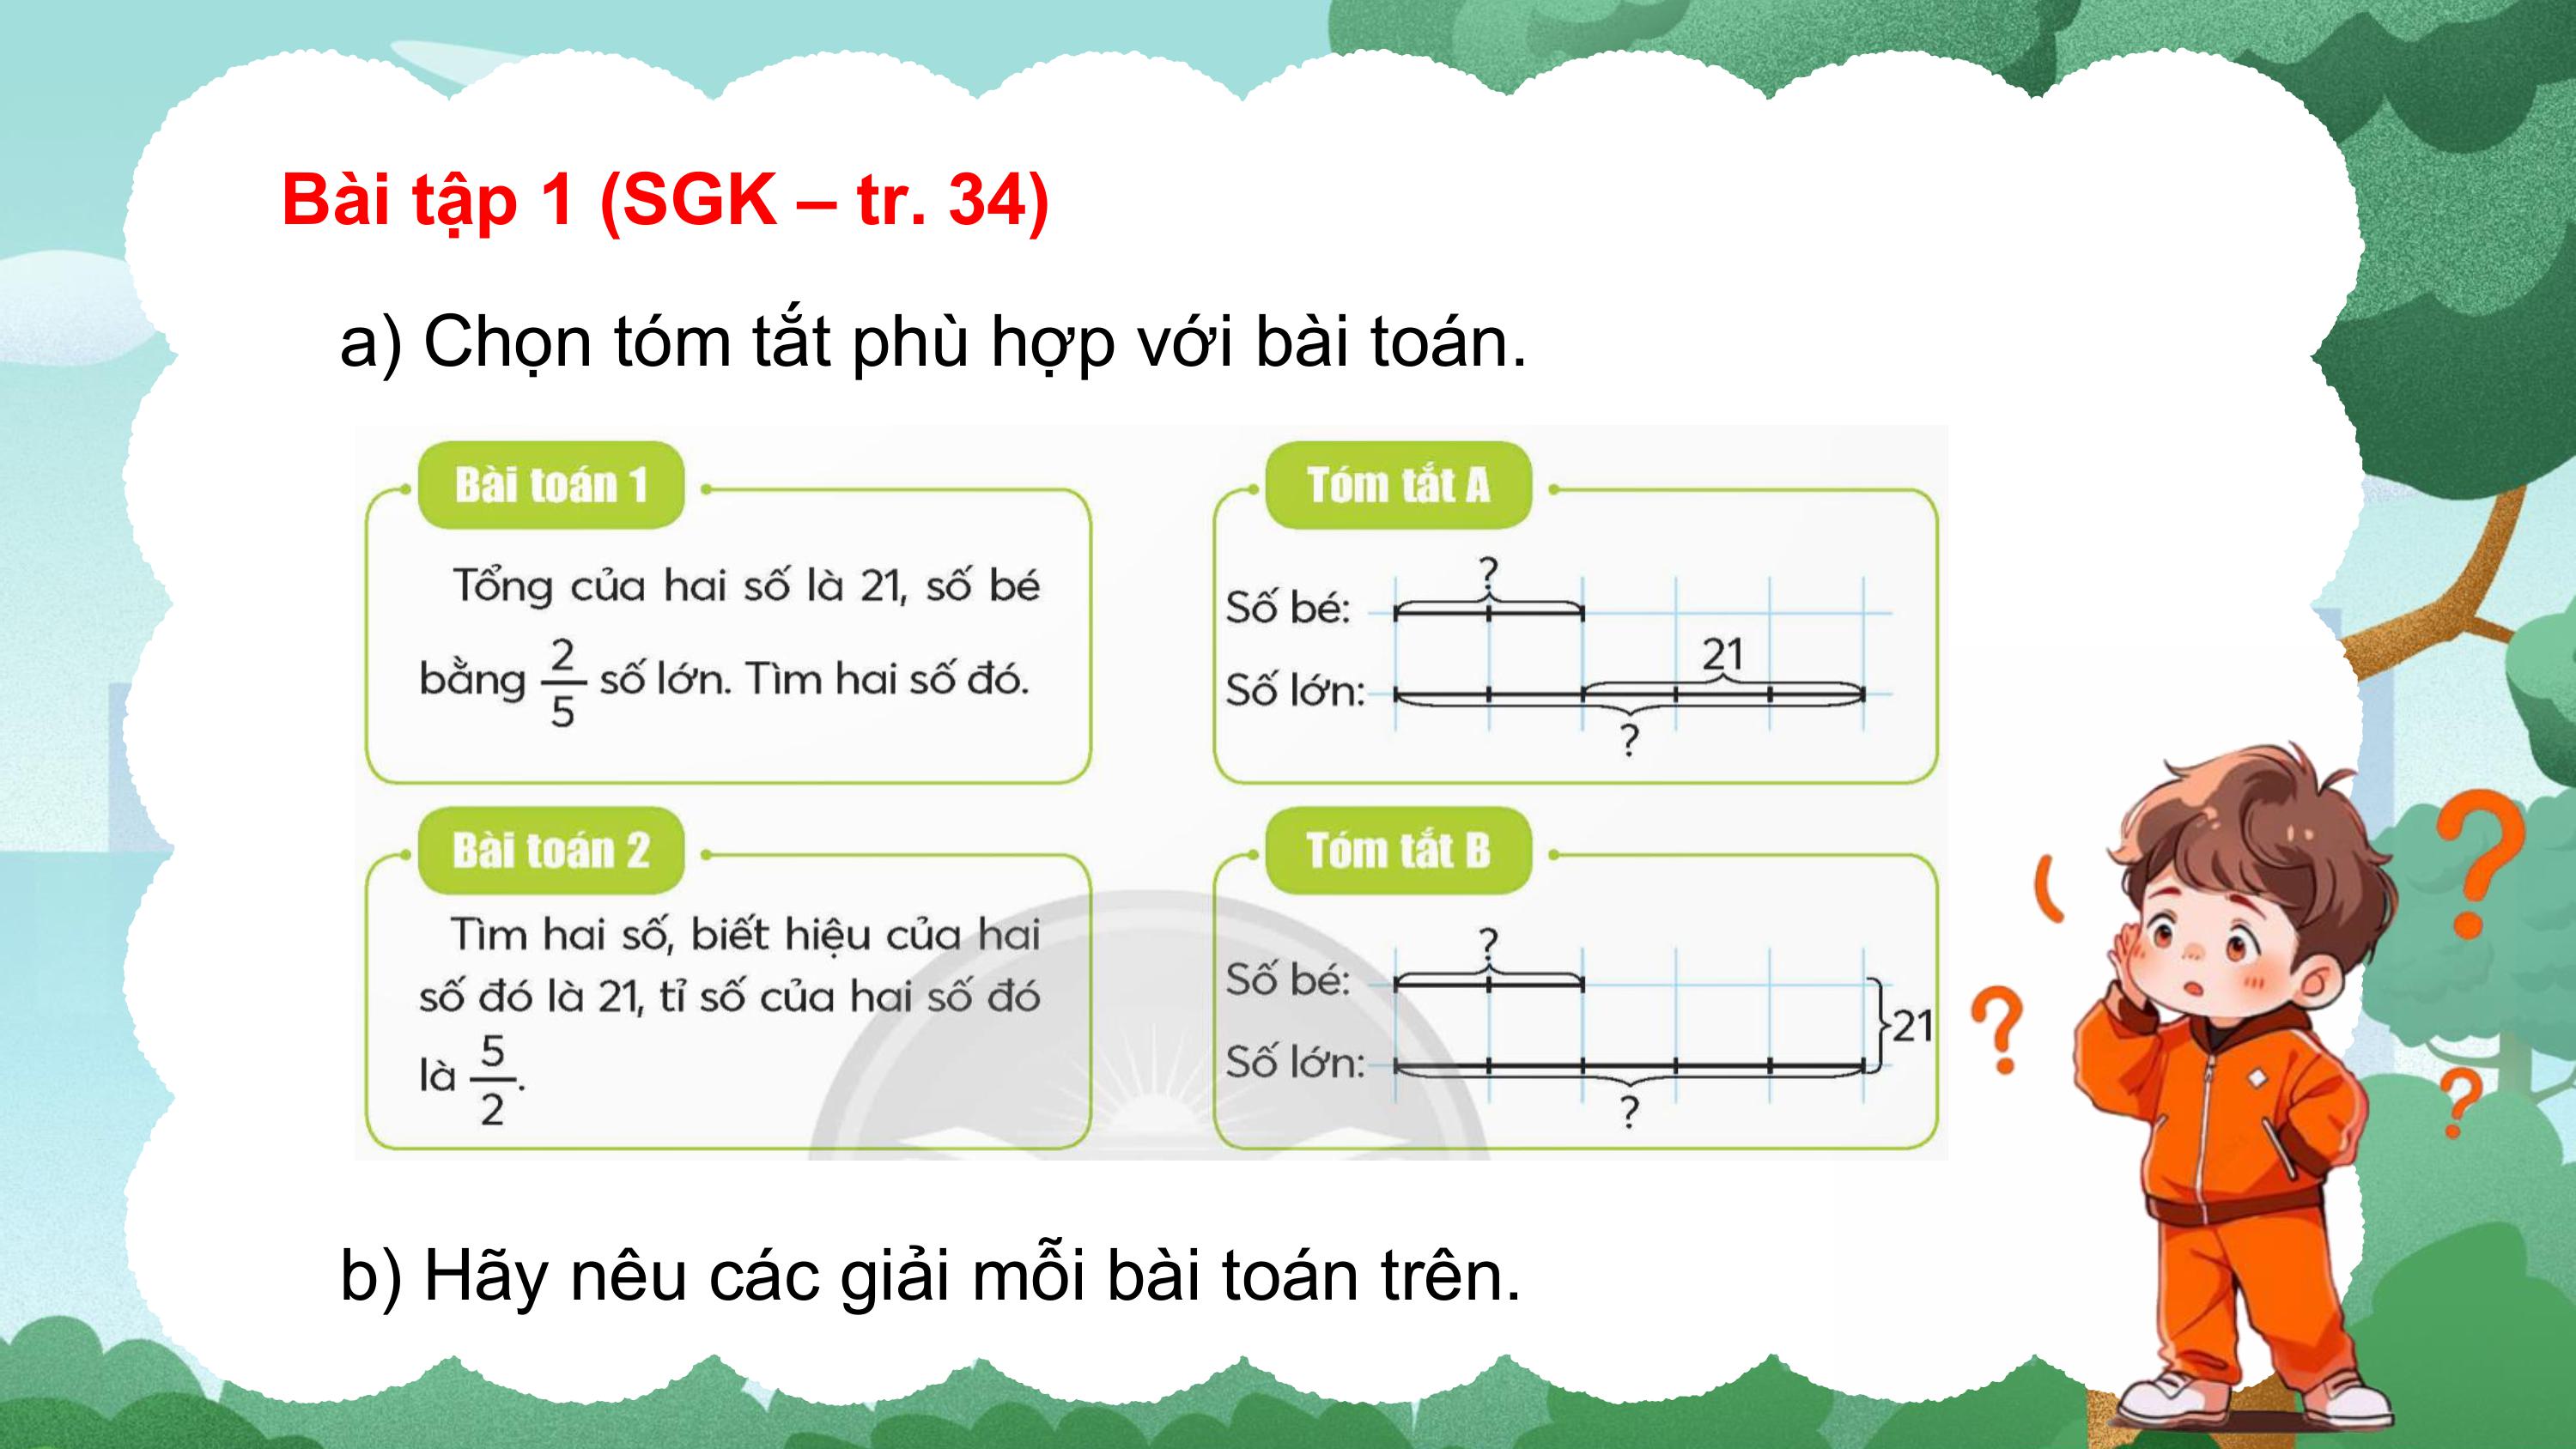 Bài tập 1 (SGK – tr. 34)
a) Chọn tóm tắt phù hợp với bài toán.
Bài toán 1
Tổng của hai số là 21, số bé
bằng 2/5 số lớn. Tìm hai số đó.
Tóm tắt A
?
Số bé:
21
Số lớn:
?
Bài toán 2
Tìm hai số, biết hiệu của hai
số đó là 21, tỉ số của hai số đó
là 5/2.
Tóm tắt B
?
Số bé:
21
Số lớn:
?
b) Hãy nêu các giải mỗi bài toán trên.
?
?
?